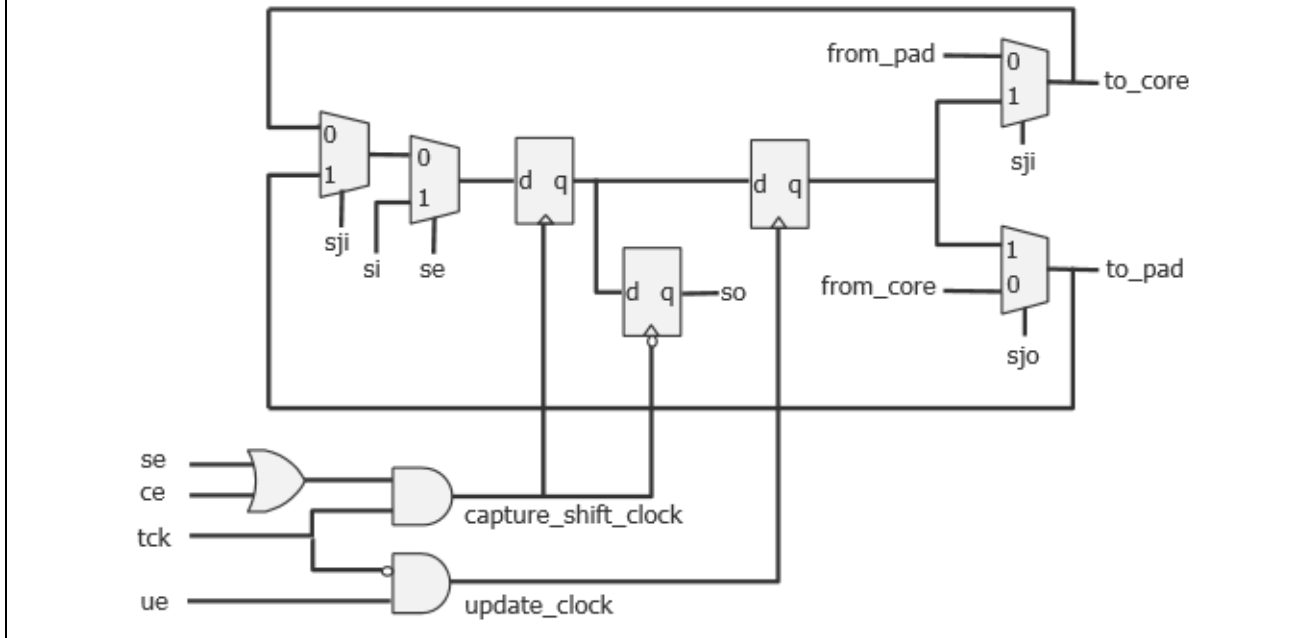 from_pad
0
1
to_core
sji
0
1
sji
0
1
si
se
d q
d q
d q
so
1
0
from_core
to_pad
sjo
se
ce
tck
capture_shift_clock
ue
update_clock